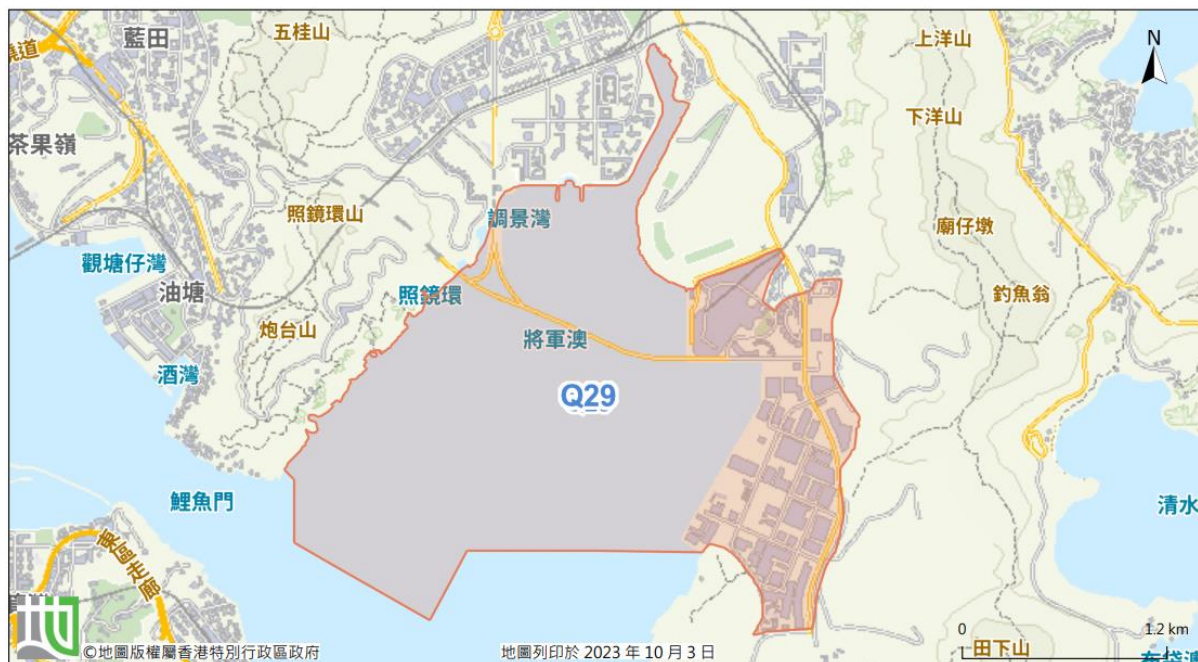 藍田
五桂山
上洋山
N
繞道
茶果嶺
下洋山
照鏡環山
調景灣
廟仔墩
觀塘仔灣
油塘
照鏡環
釣魚翁
炮台山
將軍澳
酒灣
Q29
鯉魚門
清水
東區走廊
0 1.2 km
田下山
©地圖版權屬香港特別行政區政府
地圖列印於 2023 年 10 月 3 日